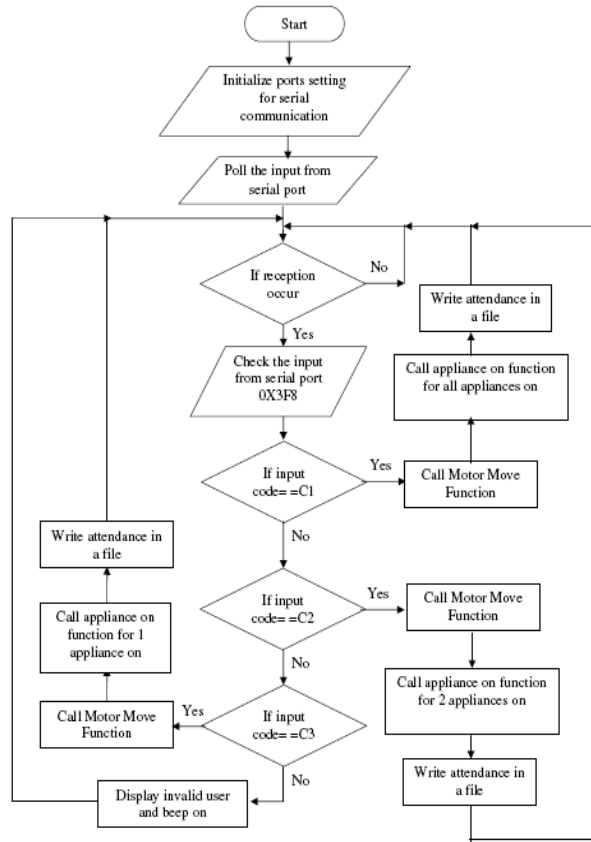 Start
Initialize ports setting
for serial
communication
Poll the input from
serial port
If reception
occur
No
Yes
Write attendance in
a file
Check the input
from serial port
0X3F8
Call appliance on function
for all appliances on
If input
code= =C1
Yes
Call Motor Move
Function
No
Write attendance in
a file
If input
code= =C2
Yes
Call Motor Move
Function
Call appliance on
function for 1
appliance on
No
Call appliance on function
for 2 appliances on
Call Motor Move
Function
Yes
If input
code= =C3
No
Write attendance in
a file
Display invalid user
and beep on